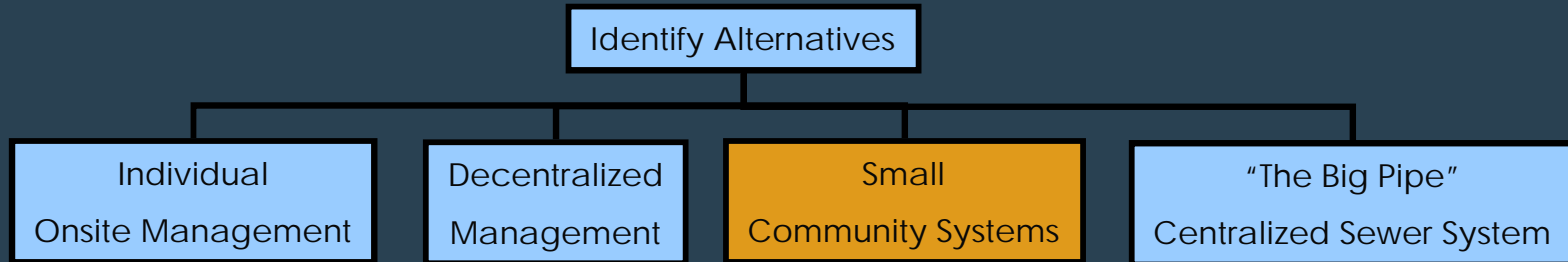 Identify Alternatives
Individual
Onsite Management
Decentralized
Management
Small
Community Systems
“The Big Pipe”
Centralized Sewer System